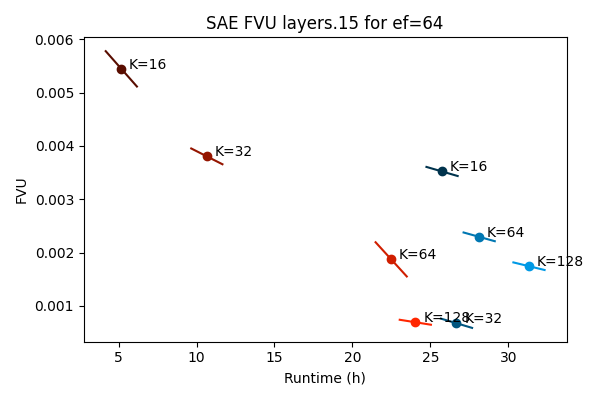 SAE FVU layers.15 for ef=64
0.006
K=16
0.005
0.004
K=32
K=16
FVU
0.003
K=64
0.002
K=64
K=128
0.001
K=128
K=32
5
10
15
20
25
30
Runtime (h)